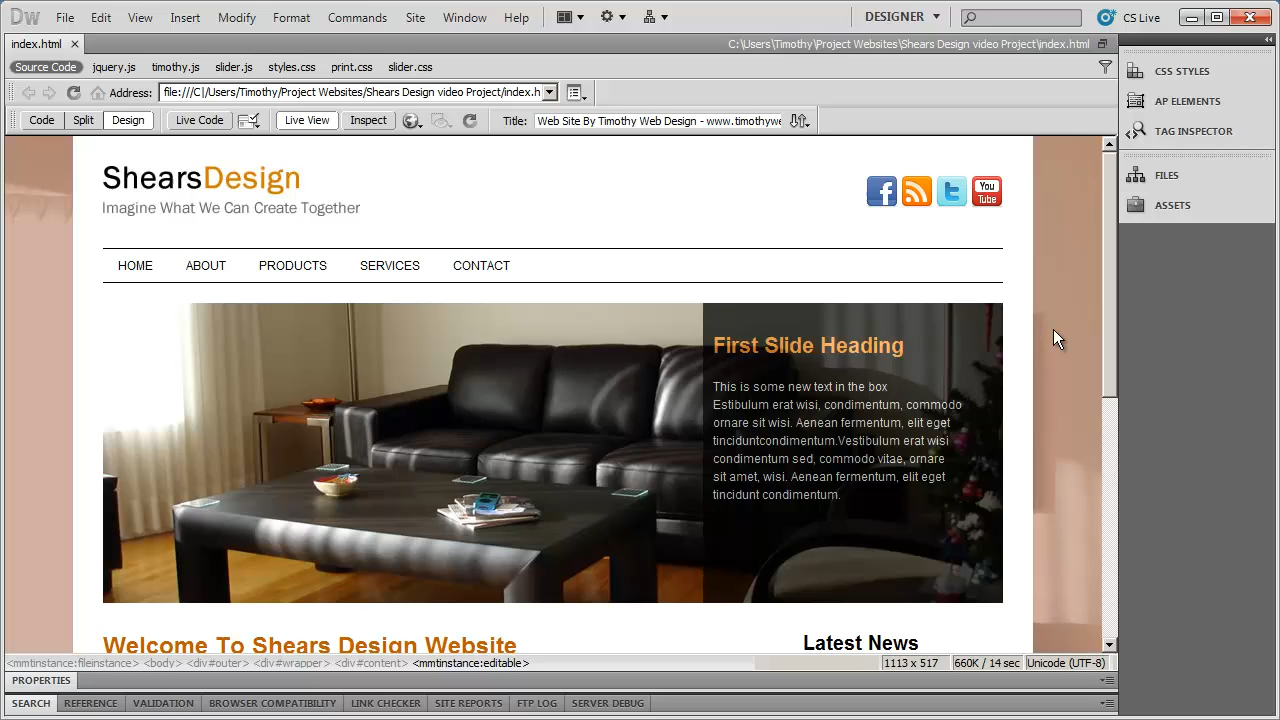 Dw File Edit View Insert Modify Format Commands Site Window Help DESIGNER CS Live
index.html C:\Users\Timothy\Project Websites\Shears Design video Project\index.html
Source Code jquery.js timothy.js slider.js styles.css print.css slider.css
Address: file:///C|/Users/Timothy/Project Websites/Shears Design video Project/index.h
Code Split Design Live Code Live View Inspect Title: Web Site By Timothy Web Design - www.timothywe
CSS STYLES
AP ELEMENTS
TAG INSPECTOR
FILES
ASSETS
ShearsDesign
Imagine What We Can Create Together
You
Tube
HOME ABOUT PRODUCTS SERVICES CONTACT
First Slide Heading
This is some new text in the box
Estibulum erat wisi, condimentum, commodo
ornare sit wisi. Aenean fermentum, elit eget
tinciduntcondimentum.Vestibulum erat wisi
condimentum sed, commodo vitae, ornare
sit amet, wisi. Aenean fermentum, elit eget
tincidunt condimentum.
Welcome To Shears Design Website
Latest News
<mmtinstance:fileinstance> <body> <div#outer> <div#wrapper> <div#content> <mmtinstance:editable> 1113 x 517 660K / 14 sec Unicode (UTF-8)
PROPERTIES
SEARCH REFERENCE VALIDATION BROWSER COMPATIBILITY LINK CHECKER SITE REPORTS FTP LOG SERVER DEBUG